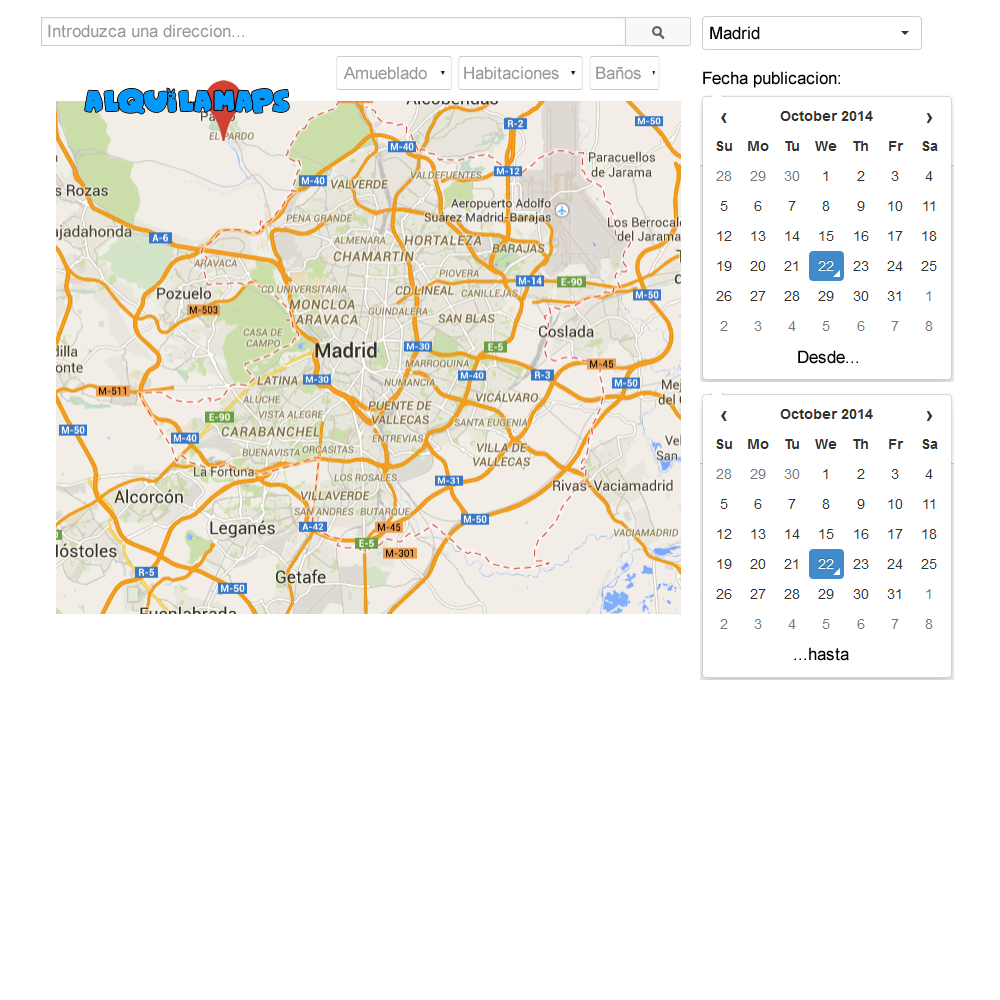 Introduzca una direccion...
Madrid
Amueblado
Habitaciones
Baños
Fecha publicacion:
ALQUILAMAPS
EL PARDO
R-2
M-50
M-40
Paracuellos
de Jarama
VALDEFUENTES
M-12
M-40
VALVERDE
s Rozas
Aeropuerto Adolfo
Suárez Madrid-Barajas
PENA GRANDE
Los Berrocal
del Jarama
ajadahonda
A-6
ALMENARA
HORTALEZA
CHAMARTÍN
BARAJAS
ARAVACA
PIOVERA
M-14
E-90
CD UNIVERSITARIA
CD LINEAL
CANILLEJAS
M-50
Pozuelo
M-503
MONCLOA
ARAVACA
GUINDALERA
SAN BLAS
CASA DE
CAMPO
Coslada
Madrid
M-30
E-5
dilla
onte
MARROQUINA
M-45
LATINA
M-30
NUMANCIA
M-40
R-3
M-50
M-511
ALUCHE
VICÁLVARO
PUENTE DE
VALLECAS
E-90
VISTA ALEGRE
SANTA EUGENIA
M-50
M-40
CARABANCHEL
ENTREVÍAS
BUENAVISTA
ORCASITAS
VILLA DE
VALLECAS
La Fortuna
LOS ROSALES
M-31
Rivas-Vaciamadrid
Alcorcón
VILLAVERDE
SAN ANDRES
BUTARQUE
M-50
Leganés
A-42
M-45
VACIAMADRID
E-5
M-301
lóstoles
R-5
Getafe
M-50
Fuenlabrada
‹ October 2014 ›
Su Mo Tu We Th Fr Sa
28 29 30 1 2 3 4
5 6 7 8 9 10 11
12 13 14 15 16 17 18
19 20 21 22 23 24 25
26 27 28 29 30 31 1
2 3 4 5 6 7 8
Desde...
‹ October 2014 ›
Su Mo Tu We Th Fr Sa
28 29 30 1 2 3 4
5 6 7 8 9 10 11
12 13 14 15 16 17 18
19 20 21 22 23 24 25
26 27 28 29 30 31 1
2 3 4 5 6 7 8
...hasta